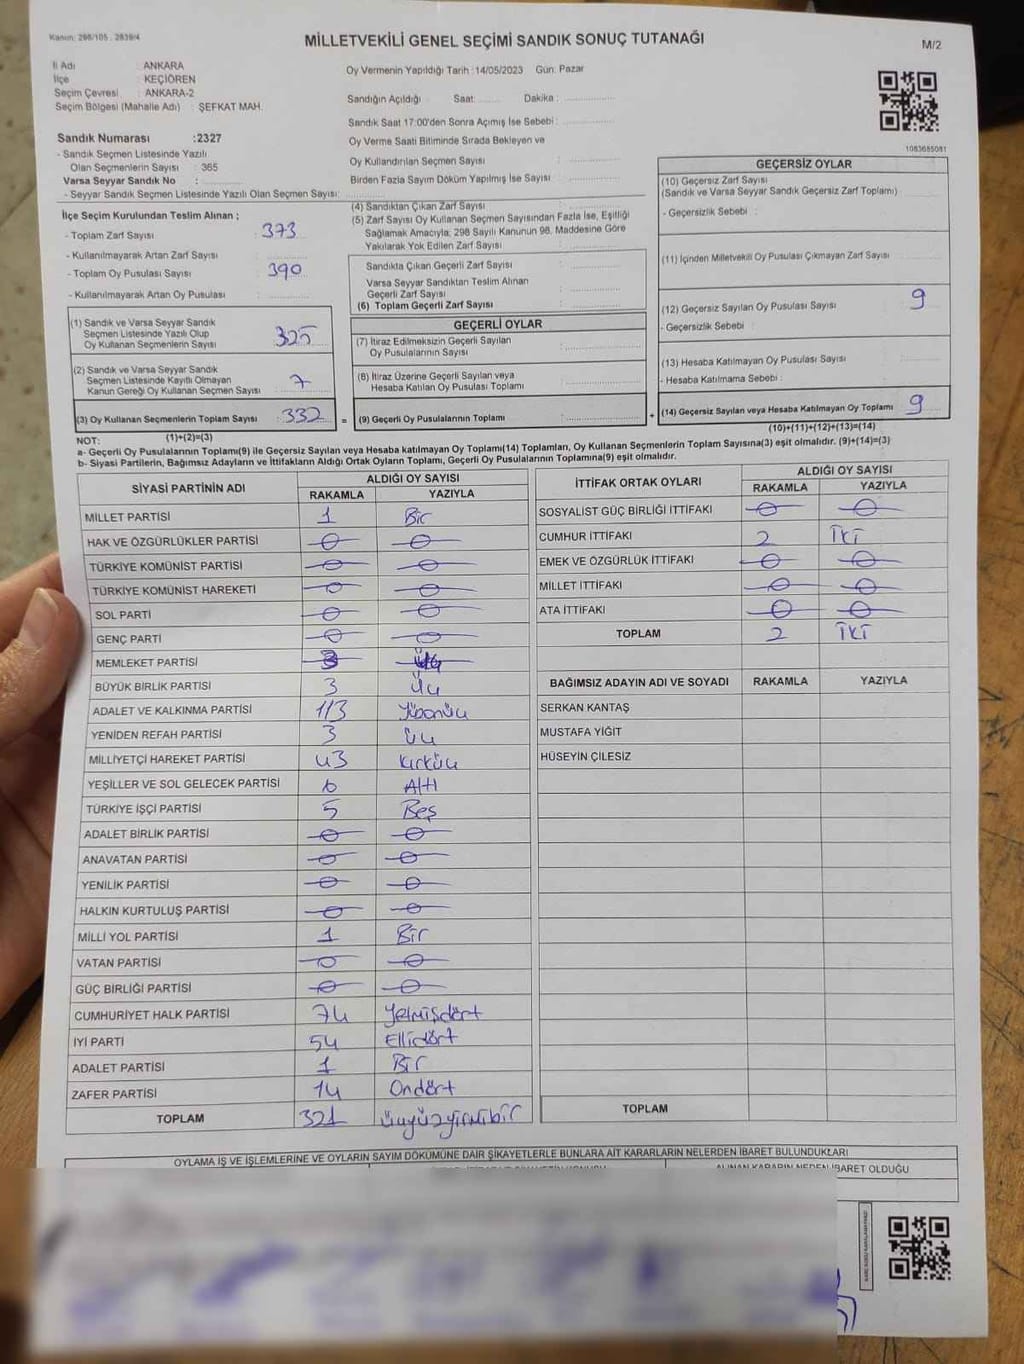 Kanun: 298/105 - 2839/4
MİLLETVEKİLİ GENEL SEÇİMİ SANDIK SONUÇ TUTANAĞI
M/2
İl Adı : ANKARA
İlçe : KEÇİÖREN
Seçim Çevresi : ANKARA-2
Seçim Bölgesi (Mahalle Adı) : ŞEFKAT MAH.
Sandık Numarası :2327
- Sandık Seçmen Listesinde Yazılı
Olan Seçmenlerin Sayısı : 365
Varsa Seyyar Sandık No :
- Seyyar Sandık Seçmen Listesinde Yazılı Olan Seçmen Sayısı:
Oy Vermenin Yapıldığı Tarih :14/05/2023 Gün: Pazar
Sandığın Açıldığı Saat: Dakika :
Sandık Saat 17:00'den Sonra Açımış İse Sebebi :
Oy Verme Saati Bitiminde Sırada Bekleyen ve
Oy Kullandırılan Seçmen Sayısı :
Birden Fazla Sayım Döküm Yapılmış İse Sayısı :
1083685081
İlçe Seçim Kurulundan Teslim Alınan ;
- Toplam Zarf Sayısı : 373
- Kullanılmayarak Artan Zarf Sayısı :
- Toplam Oy Pusulası Sayısı : 390
- Kullanılmayarak Artan Oy Pusulası :
(1) Sandık ve Varsa Seyyar Sandık
Seçmen Listesinde Yazılı Olup
Oy Kullanan Seçmenlerin Sayısı : 325
(2) Sandık ve Varsa Seyyar Sandık
Seçmen Listesinde Kayıtlı Olmayan
Kanun Gereği Oy Kullanan Seçmen Sayısı : 7
(3) Oy Kullanan Seçmenlerin Toplam Sayısı : 332 =
(1)+(2)=(3)
(4) Sandıktan Çıkan Zarf Sayısı :
(5) Zarf Sayısı Oy Kullanan Seçmen Sayısından Fazla İse, Eşitliği
Sağlamak Amacıyla; 298 Sayılı Kanunun 98. Maddesine Göre
Yakılarak Yok Edilen Zarf Sayısı :
Sandıkta Çıkan Geçerli Zarf Sayısı :
Varsa Seyyar Sandıktan Teslim Alınan
Geçerli Zarf Sayısı :
(6) Toplam Geçerli Zarf Sayısı :
GEÇERLİ OYLAR
(7) İtiraz Edilmeksizin Geçerli Sayılan
Oy Pusulalarının Sayısı :
(8) İtiraz Üzerine Geçerli Sayılan veya
Hesaba Katılan Oy Pusulası Toplamı :
(9) Geçerli Oy Pusulalarının Toplamı : +
GEÇERSİZ OYLAR
(10) Geçersiz Zarf Sayısı
(Sandık ve Varsa Seyyar Sandık Geçersiz Zarf Toplamı) :
- Geçersizlik Sebebi :
(11) İçinden Milletvekili Oy Pusulası Çıkmayan Zarf Sayısı :
(12) Geçersiz Sayılan Oy Pusulası Sayısı : 9
- Geçersizlik Sebebi :
(13) Hesaba Katılmayan Oy Pusulası Sayısı :
- Hesaba Katılmama Sebebi :
(14) Geçersiz Sayılan veya Hesaba Katılmayan Oy Toplamı : 9
(10)+(11)+(12)+(13)=(14)
NOT:
a- Geçerli Oy Pusulalarının Toplamı(9) ile Geçersiz Sayılan veya Hesaba katılmayan Oy Toplamı(14) Toplamları, Oy Kullanan Seçmenlerin Toplam Sayısına(3) eşit olmalıdır. (9)+(14)=(3)
b- Siyasi Partilerin, Bağımsız Adayların ve İttifakların Aldığı Ortak Oyların Toplamı, Geçerli Oy Pusulalarının Toplamına(9) eşit olmalıdır.
SİYASİ PARTİNİN ADI ALDIĞI OY SAYISI
RAKAMLA YAZIYLA
MİLLET PARTİSİ 1 Bir
HAK VE ÖZGÜRLÜKLER PARTİSİ 0 0
TÜRKİYE KOMÜNİST PARTİSİ 0 0
TÜRKİYE KOMÜNİST HAREKETİ 0 0
SOL PARTİ 0 0
GENÇ PARTİ 0 0
MEMLEKET PARTİSİ
BÜYÜK BİRLİK PARTİSİ 3 Üç
ADALET VE KALKINMA PARTİSİ 113 Yüzonüç
YENİDEN REFAH PARTİSİ 3 üç
MİLLİYETÇİ HAREKET PARTİSİ 43 Kırküç
YEŞİLLER VE SOL GELECEK PARTİSİ 6 Altı
TÜRKİYE İŞÇİ PARTİSİ 5 Beş
ADALET BİRLİK PARTİSİ 0 0
ANAVATAN PARTİSİ 0 0
YENİLİK PARTİSİ 0 0
HALKIN KURTULUŞ PARTİSİ 0 0
MİLLİ YOL PARTİSİ 1 Bir
VATAN PARTİSİ 0 0
GÜÇ BİRLİĞİ PARTİSİ 0 0
CUMHURİYET HALK PARTİSİ 74 Yetmişdört
İYİ PARTİ 54 Ellidört
ADALET PARTİSİ 1 Bir
ZAFER PARTİSİ 14 Ondört
TOPLAM 321 üçyüzyirmibir
İTTİFAK ORTAK OYLARI ALDIĞI OY SAYISI
RAKAMLA YAZIYLA
SOSYALİST GÜÇ BİRLİĞİ İTTİFAKI 0 0
CUMHUR İTTİFAKI 2 İki
EMEK VE ÖZGÜRLÜK İTTİFAKI 0 0
MİLLET İTTİFAKI 0 0
ATA İTTİFAKI 0 0
TOPLAM 2 İki
BAĞIMSIZ ADAYIN ADI VE SOYADI RAKAMLA YAZIYLA
SERKAN KANTAŞ
MUSTAFA YİĞİT
HÜSEYİN ÇİLESİZ
TOPLAM
OYLAMA İŞ VE İŞLEMLERİNE VE OYLARIN SAYIM DÖKÜMÜNE DAİR ŞİKAYETLERLE BUNLARA AİT KARARLARIN NELERDEN İBARET BULUNDUKLARI
ALINAN KARARIN NEDEN İBARET OLDUĞU